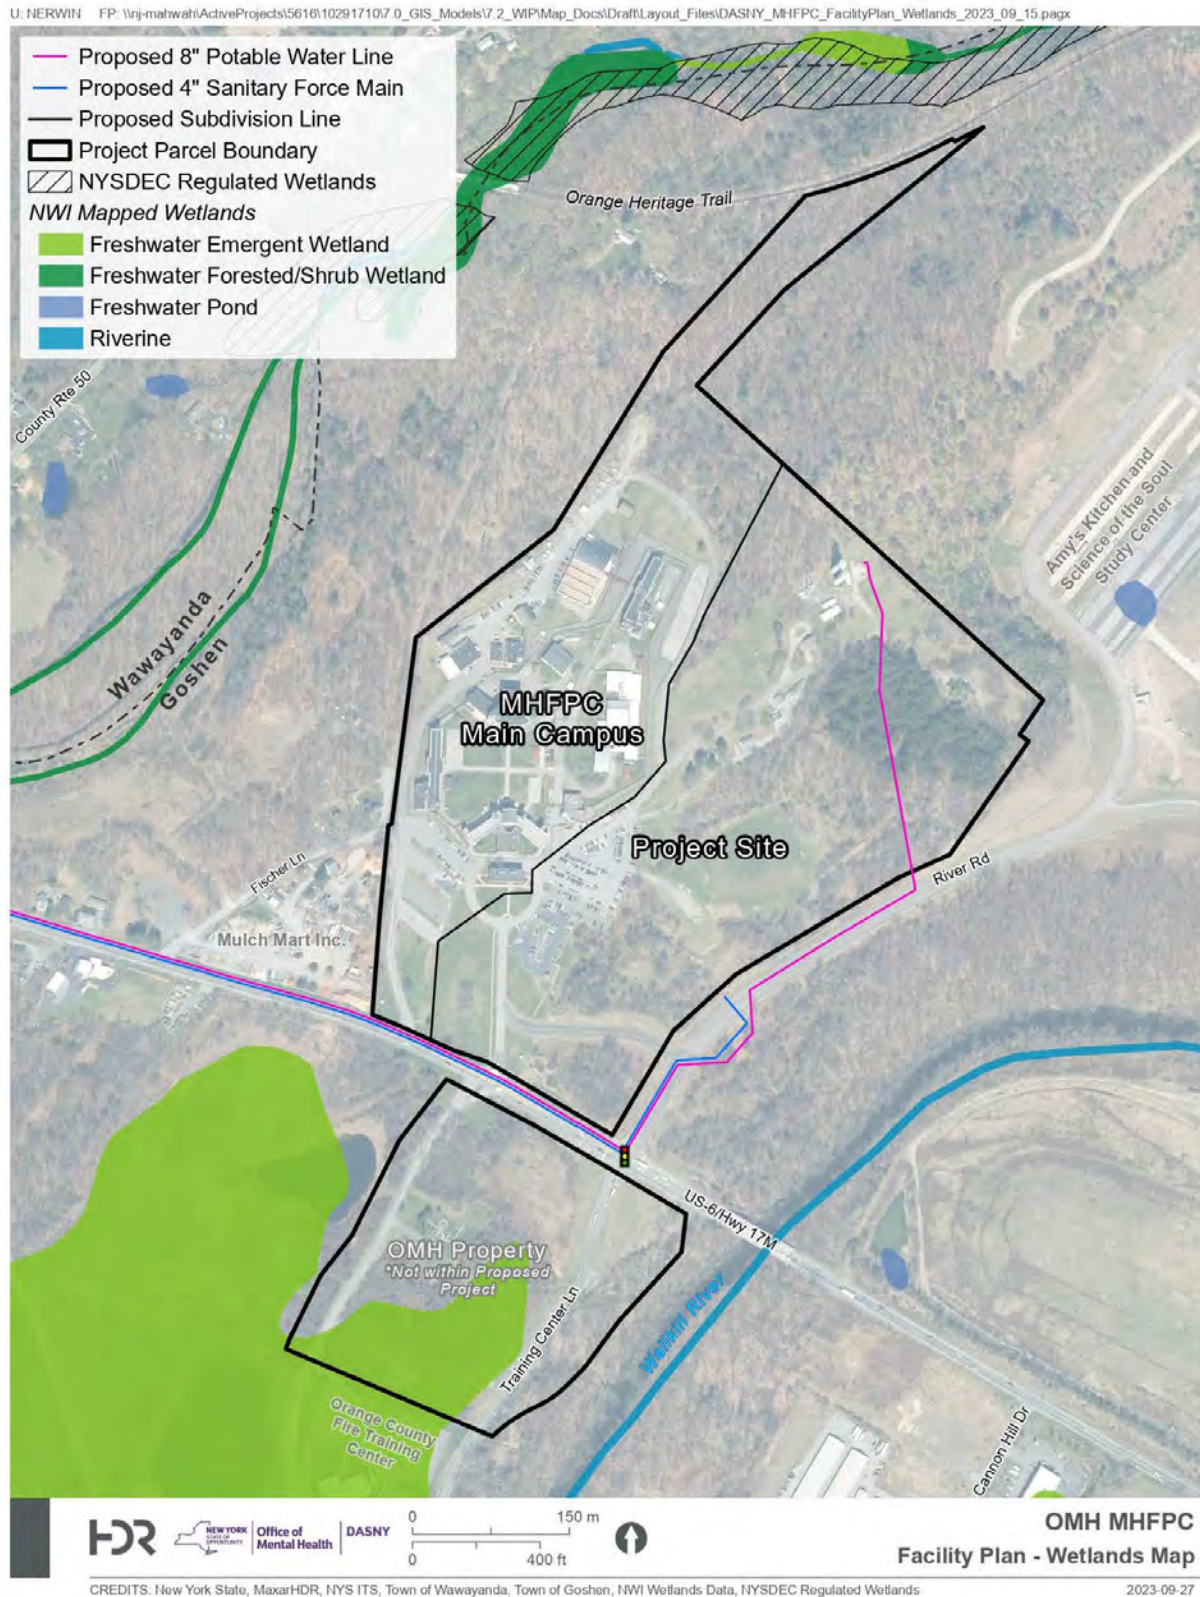 U: NERWIN FP: \\nj-mahwah\ActiveProjects\5616\10291710\7.0_GIS_Models\7.2_WIP\Map_Docs\Draft\Layout_Files\DASNY_MHFPC_FacilityPlan_Wetlands_2023_09_15.pagx
Proposed 8" Potable Water Line
Proposed 4" Sanitary Force Main
Proposed Subdivision Line
Project Parcel Boundary
NYSDEC Regulated Wetlands
NWI Mapped Wetlands
Freshwater Emergent Wetland
Freshwater Forested/Shrub Wetland
Freshwater Pond
Riverine
Orange Heritage Trail
County Rte 50
Amy's Kitchen and
Science of the Soul
Study Center
Wawayanda
Goshen
MHFPC
Main Campus
Project Site
River Rd
Fischer Ln
Mulch Mart Inc.
US-6/Hwy 17M
OMH Property
*Not within Proposed
Project
Training Center Ln
Wallkill River
Orange County
Fire Training
Center
Cannon Hill Dr
HDR
NEW YORK
STATE OF
OPPORTUNITY
Office of
Mental Health
DASNY
0 150 m
0 400 ft
OMH MHFPC
Facility Plan - Wetlands Map
CREDITS: New York State, MaxarHDR, NYS ITS, Town of Wawayanda, Town of Goshen, NWI Wetlands Data, NYSDEC Regulated Wetlands
2023-09-27